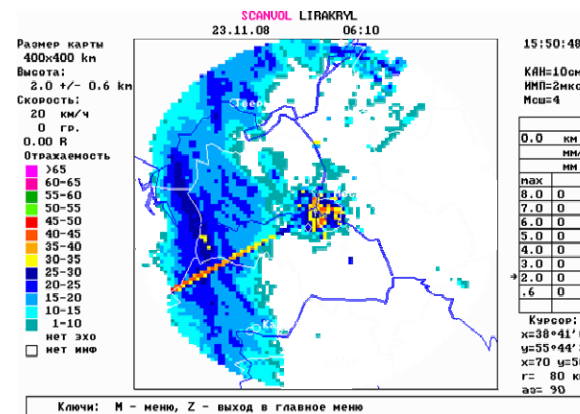 SCANVOL LIRAKRYL
23.11.08 06:10
Размер карты
400x400 km
Высота:
2.0 +/- 0.6 km
Скорость:
20 км/ч
0 гр.
0.00 R
Отражаемость
>65
60-65
55-60
50-55
45-50
40-45
35-40
30-35
25-30
20-25
15-20
10-15
1-10
нет эхо
нет инф
15:50:48
КАН=10см
ИМП=2мкс
Мсш=4
0.0 км
мм/
мм
max
8.0 0
7.0 0
6.0 0
5.0 0
4.0 0
3.0 0
2.0 0
.6 0
Курсор:
x=38°41'
y=55°44'
r= 80 к
аз= 90
Ключи: M - меню, Z - выход в главное меню